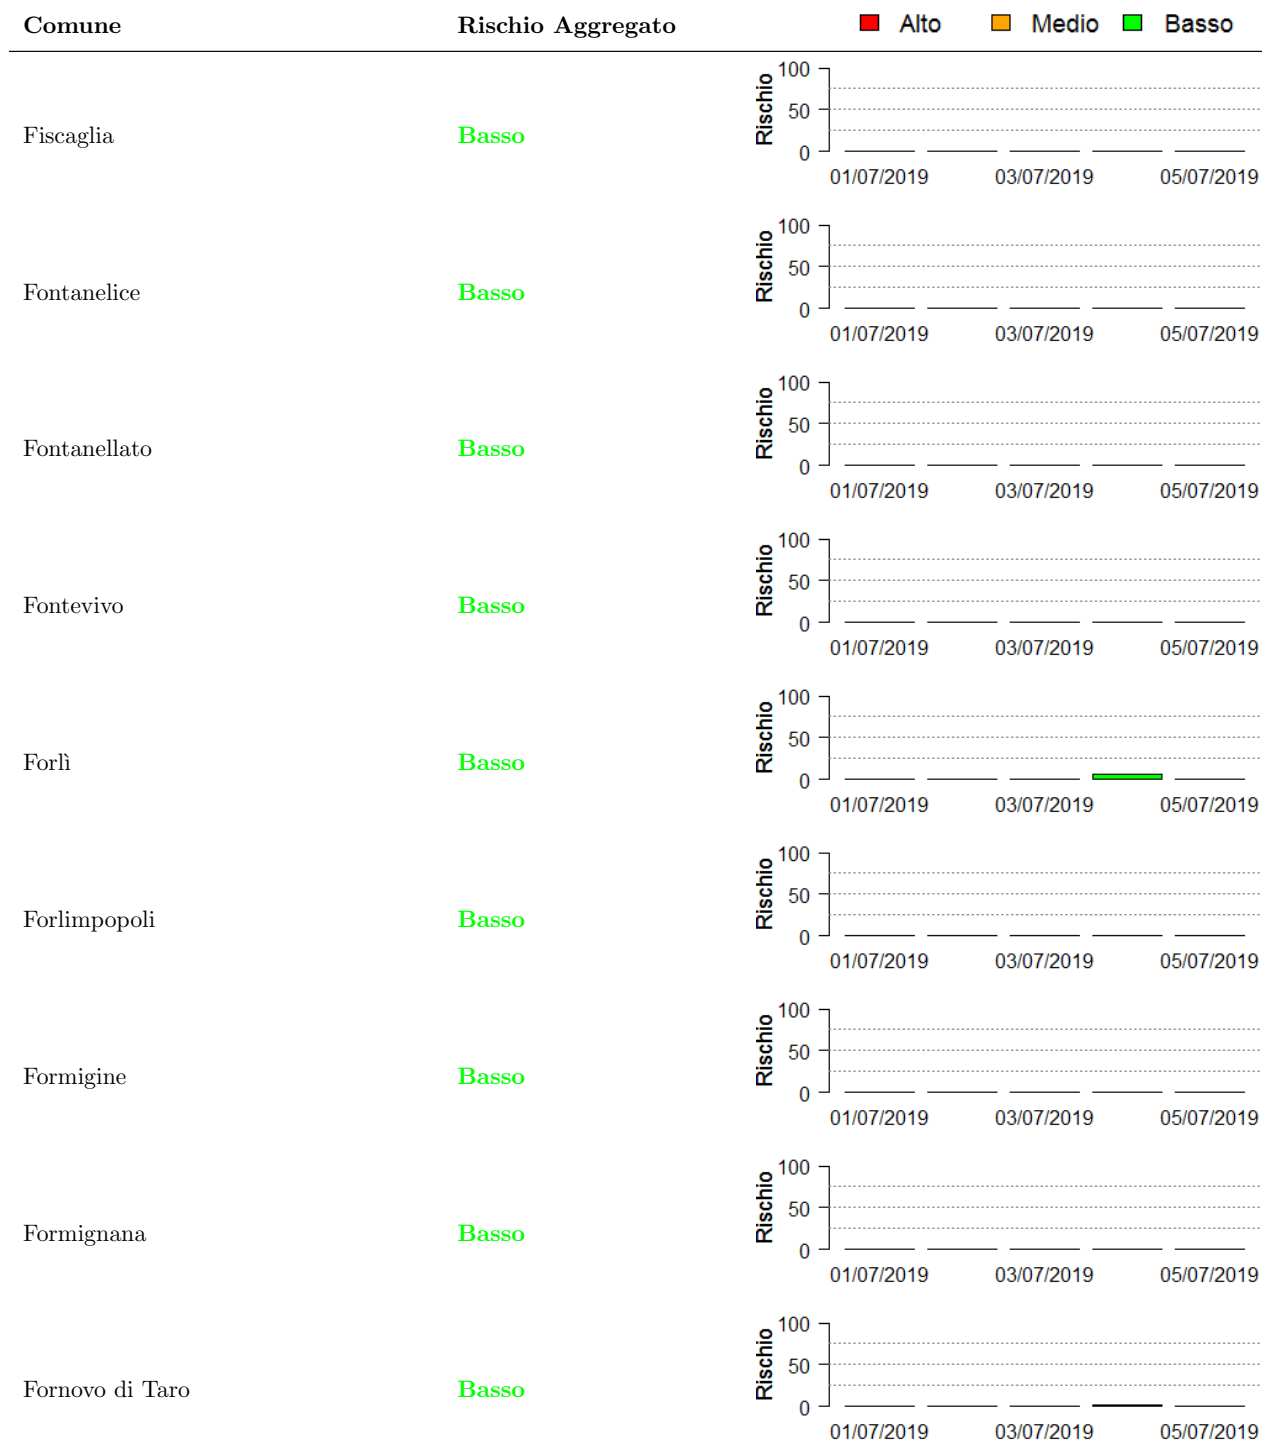 Comune Rischio Aggregato Alto Medio Basso
100
50
0
Rischio
Fiscaglia Basso
01/07/2019 03/07/2019 05/07/2019
100
50
0
Rischio
Fontanelice Basso
01/07/2019 03/07/2019 05/07/2019
100
50
0
Rischio
Fontanellato Basso
01/07/2019 03/07/2019 05/07/2019
100
50
0
Rischio
Fontevivo Basso
01/07/2019 03/07/2019 05/07/2019
100
50
0
Rischio
Forlì Basso
01/07/2019 03/07/2019 05/07/2019
100
50
0
Rischio
Forlimpopoli Basso
01/07/2019 03/07/2019 05/07/2019
100
50
0
Rischio
Formigine Basso
01/07/2019 03/07/2019 05/07/2019
100
50
0
Rischio
Formignana Basso
01/07/2019 03/07/2019 05/07/2019
100
50
0
Rischio
Fornovo di Taro Basso
01/07/2019 03/07/2019 05/07/2019